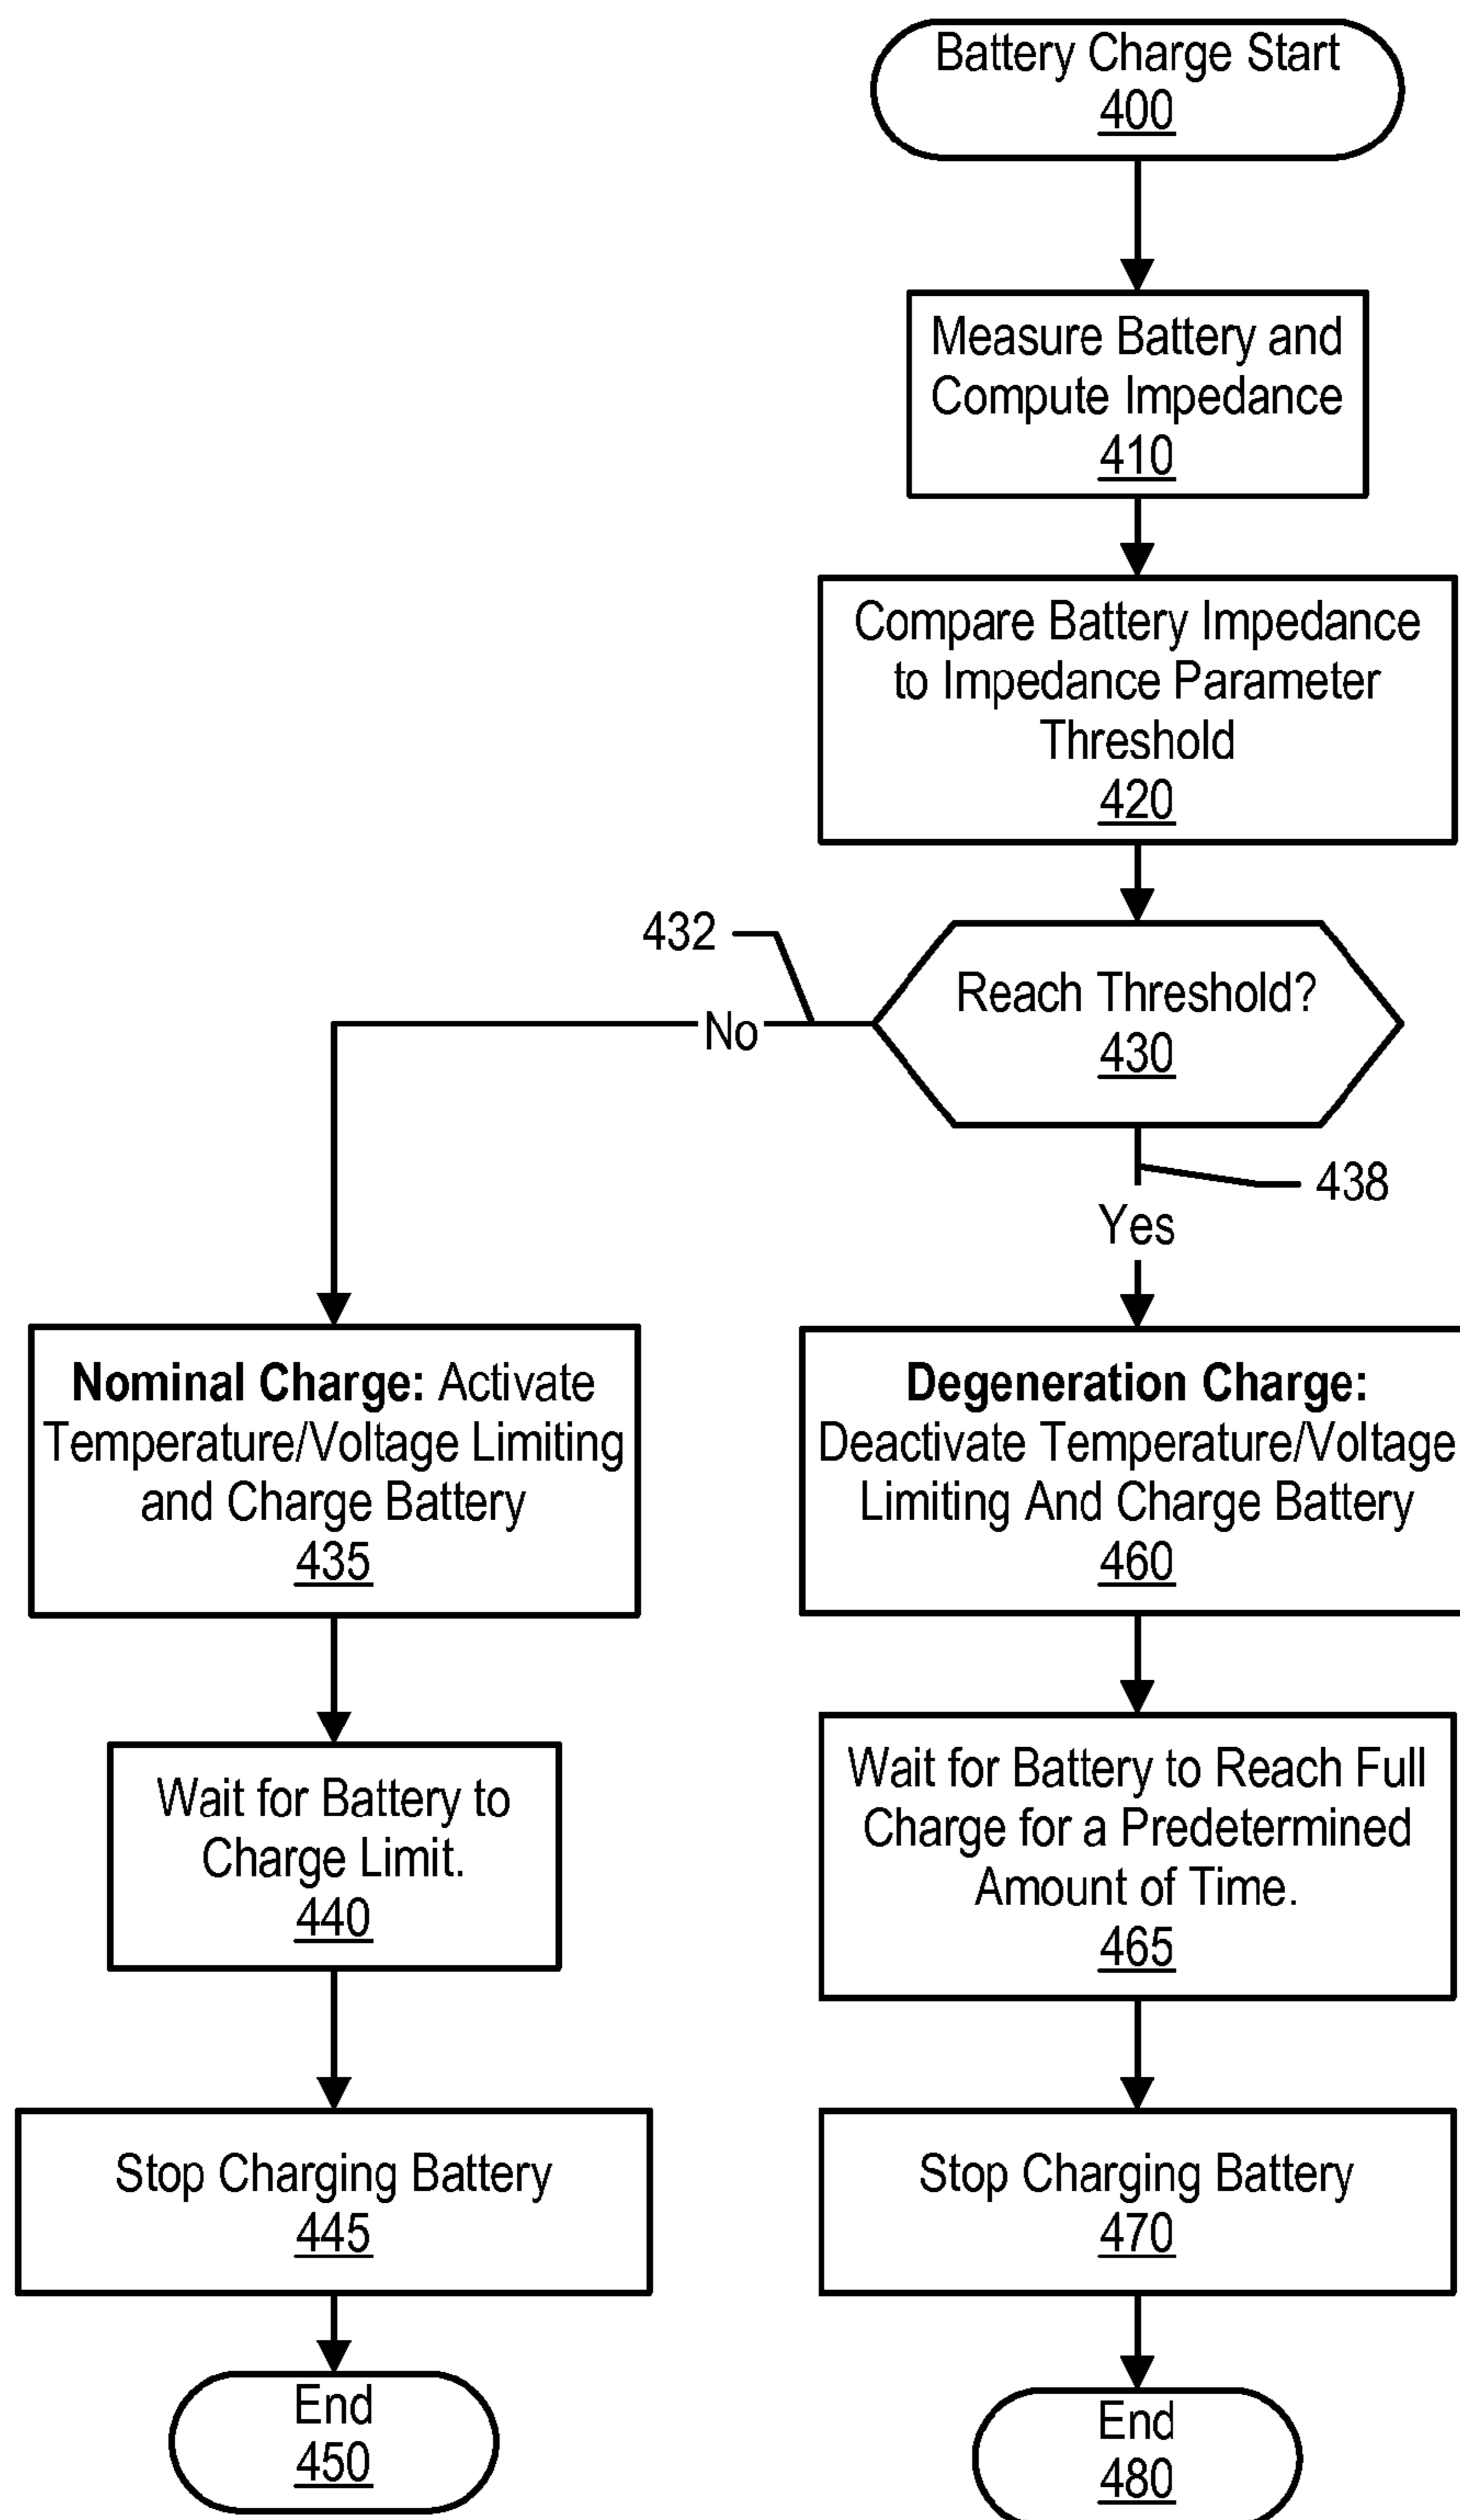 Battery Charge Start
400
Measure Battery and
Compute Impedance
410
Compare Battery Impedance
to Impedance Parameter
Threshold
420
432
No
Reach Threshold?
430
438
Yes
Nominal Charge: Activate
Temperature/Voltage Limiting
and Charge Battery
435
Degeneration Charge:
Deactivate Temperature/Voltage
Limiting And Charge Battery
460
Wait for Battery to
Charge Limit.
440
Wait for Battery to Reach Full
Charge for a Predetermined
Amount of Time.
465
Stop Charging Battery
445
Stop Charging Battery
470
End
450
End
480